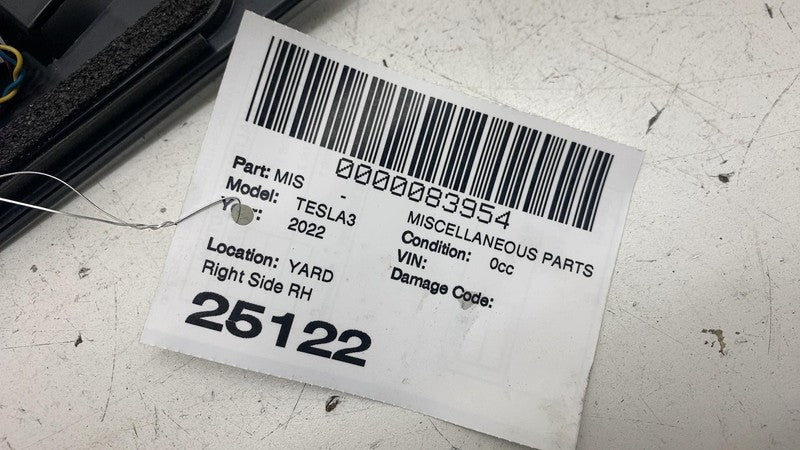 0000083954
Part: MIS - MISCELLANEOUS PARTS
Model: TESLA3 Condition: 0cc
2022 VIN:
Location: YARD Damage Code:
Right Side RH
25122